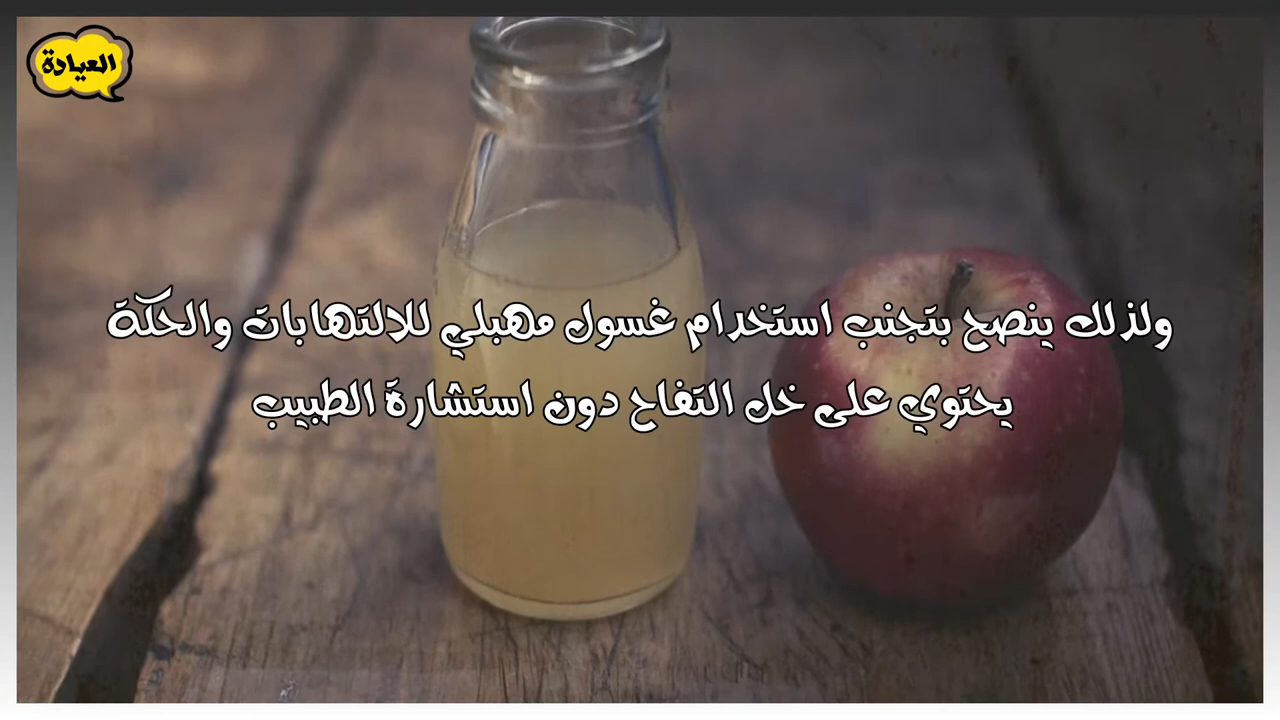 العيادة
ولذلك ينصح بتجنب استخدام غسول مهبلي للالتهابات والحكة
يحتوي على خل التفاح دون استشارة الطبيب